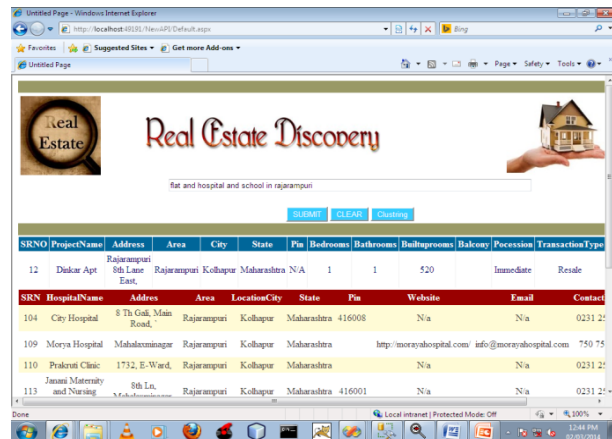 Untitled Page - Windows Internet Explorer
http://localhost:49191/NewAPI/Default.aspx
Bing
Favorites Suggested Sites Get more Add-ons
Untitled Page
Page Safety Tools
Real Estate Real Estate Discovery
flat and hospital and school in rajarampuri
SUBMIT CLEAR Clustring
SRNO ProjectName Address Area City State Pin Bedrooms Bathrooms Builtuprooms Balcony Pocession TransactionType
12 Dinkar Apt Rajarampuri 8th Lane East, Rajarampuri Kolhapur Maharashtra N/A 1 1 520 Immediate Resale
SRN HospitalName Addres Area LocationCity State Pin Website Email Contact
104 City Hospital 8 Th Gali, Main Road, ` Rajarampuri Kolhapur Maharashtra 416008 N/a N/a 0231 25
109 Morya Hospital Mahalaxminagar Rajarampuri Kolhapur Maharashtra http://morayahospital.com/ info@morayahospital.com 750 75
110 Prakruti Clinic 1732, E-Ward, Rajarampuri Kolhapur Maharashtra N/a N/a
113 Janani Maternity and Nursing 8th Ln, Rajarampuri Kolhapur Maharashtra 416001 N/a N/a 0231 25
Done Local intranet | Protected Mode: Off 100%
12:44 PM